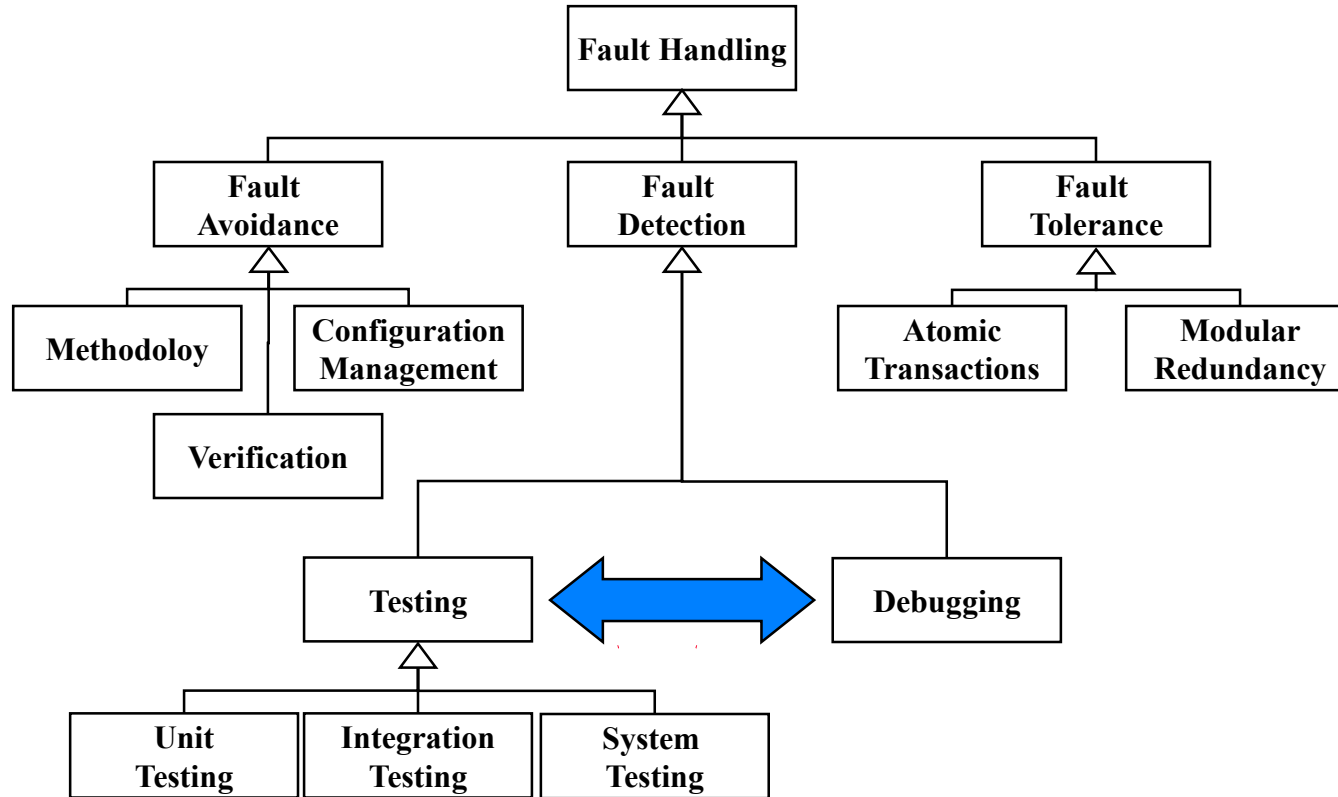 Fault Handling
Fault
Avoidance
Fault
Detection
Fault
Tolerance
Methodoloy
Configuration
Management
Atomic
Transactions
Modular
Redundancy
Verification
Testing
Debugging
Unit
Testing
Integration
Testing
System
Testing